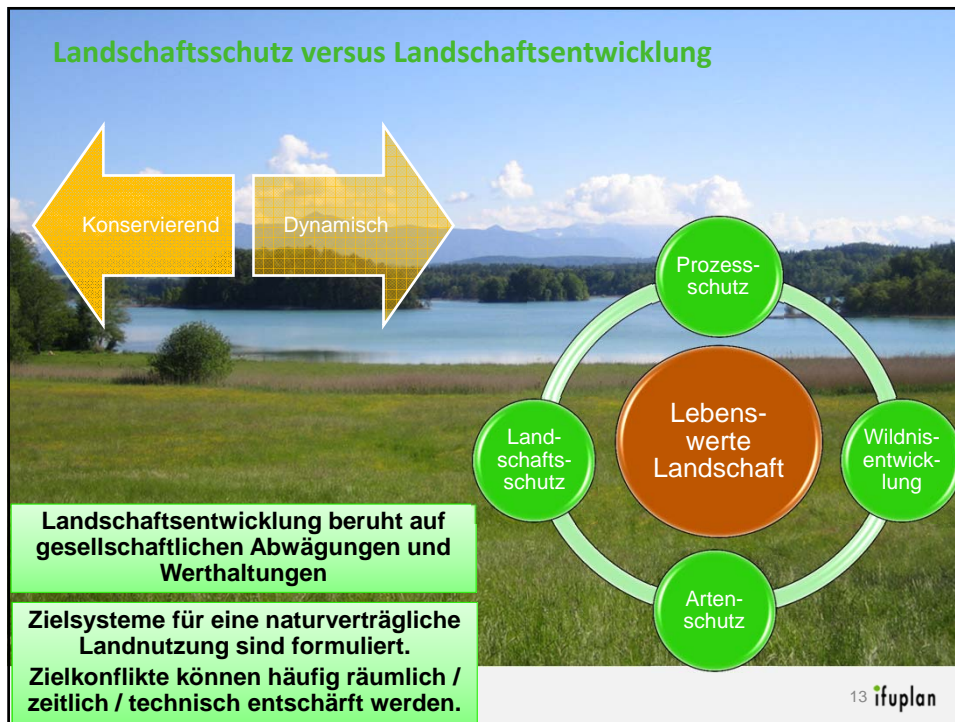 Landschaftsschutz versus Landschaftsentwicklung
Konservierend
Dynamisch
Prozess-
schutz
Lebens-
werte
Landschaft
Land-
schafts-
schutz
Wildnis-
entwick-
lung
Arten-
schutz
Landschaftsentwicklung beruht auf
gesellschaftlichen Abwägungen und
Werthaltungen
Zielsysteme für eine naturverträgliche
Landnutzung sind formuliert.
Zielkonflikte können häufig räumlich /
zeitlich / technisch entschärft werden.
13 ifuplan